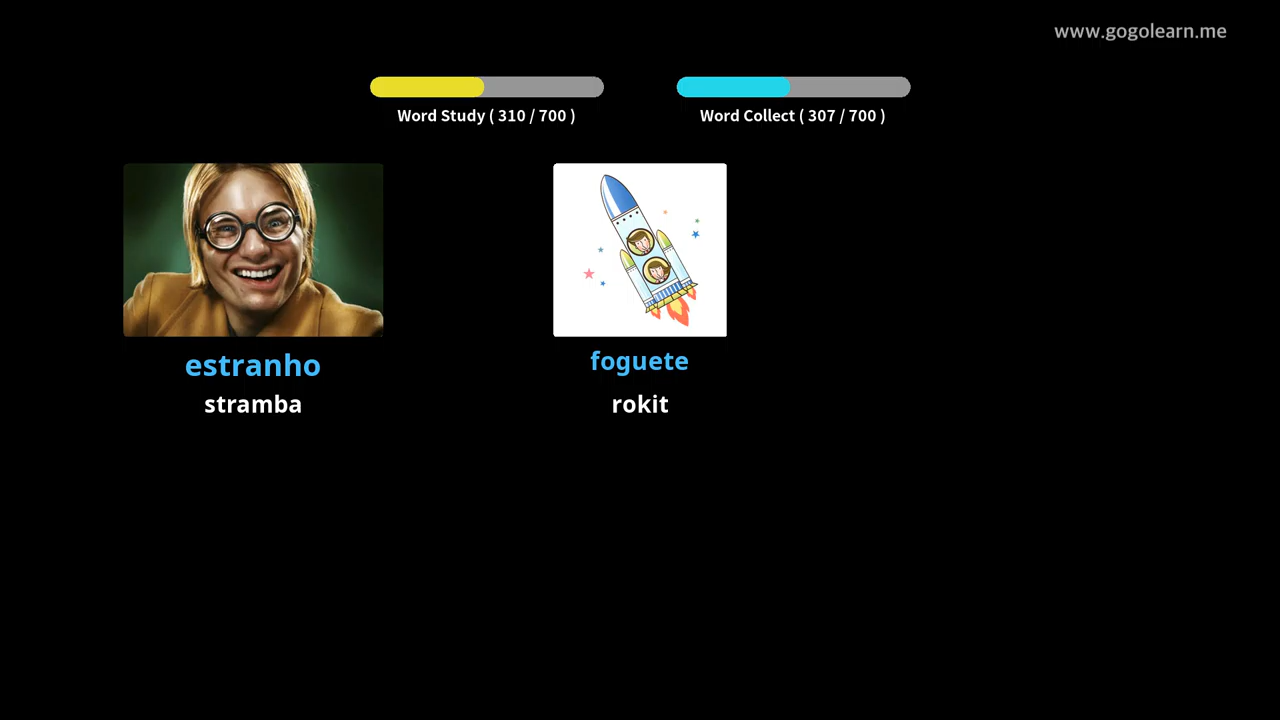 www.gogolearn.me
Word Study ( 310 / 700 )
Word Collect ( 307 / 700 )
estranho
foguete
stramba
rokit